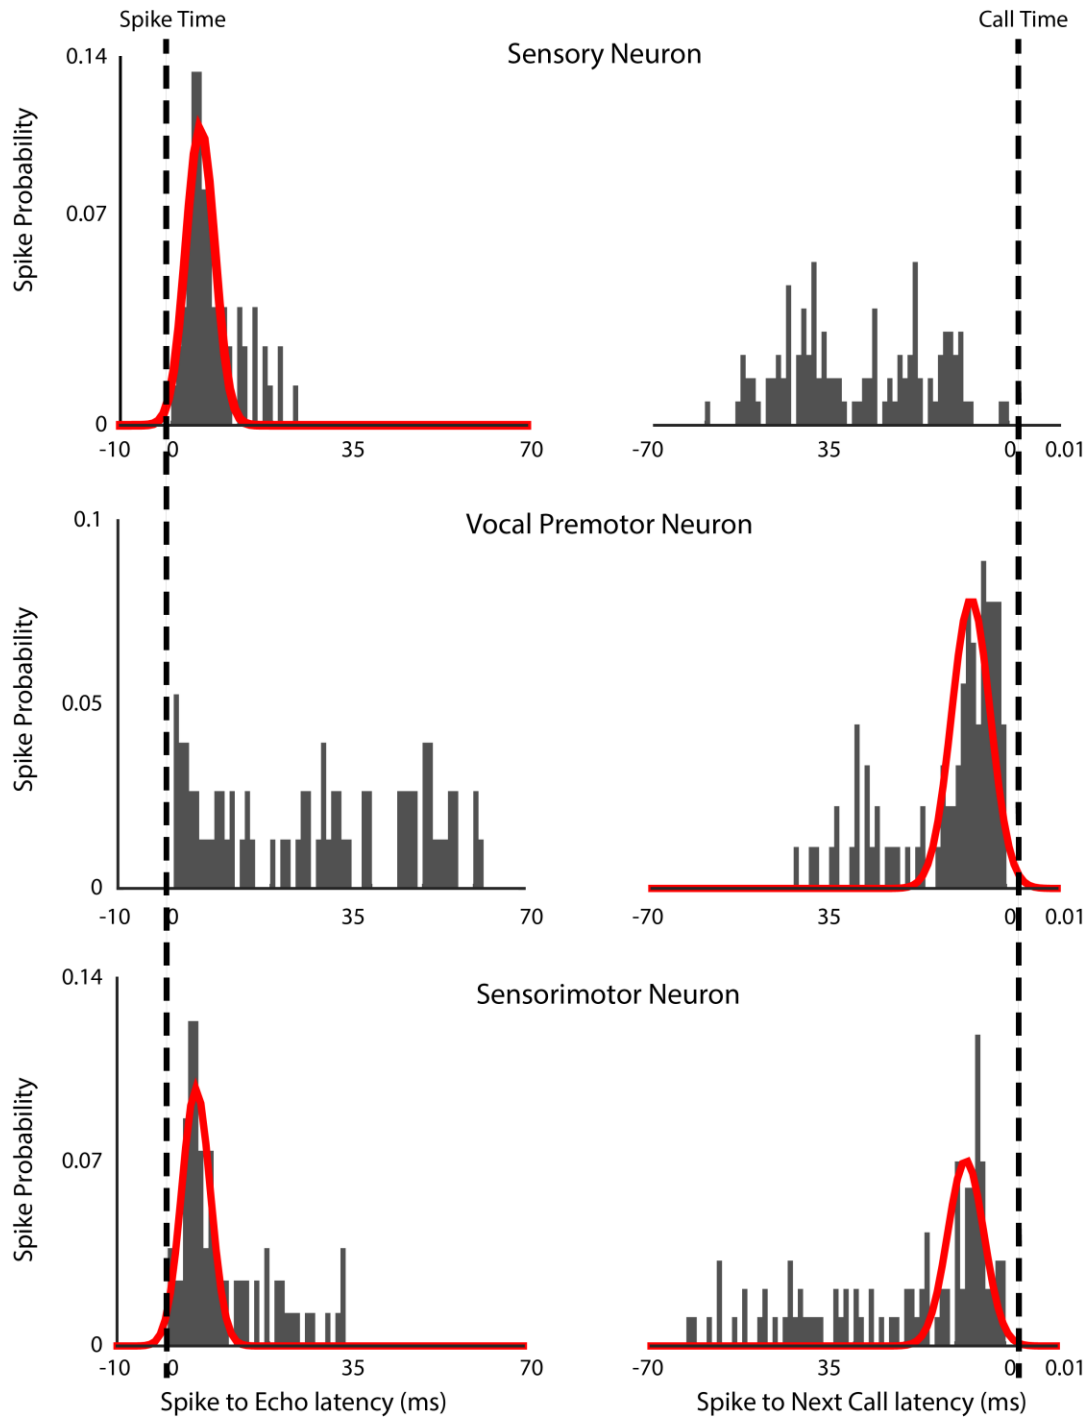 Spike Time
Call Time
Sensory Neuron
Spike Probability
0.14
0.07
0
-10 0 35 70
-70 35 0 0.01
Vocal Premotor Neuron
Spike Probability
0.1
0.05
0
-10 0 35 70
-70 35 0 0.01
Sensorimotor Neuron
Spike Probability
0.14
0.07
0
-10 0 35 70
-70 35 0 0.01
Spike to Echo latency (ms)
Spike to Next Call latency (ms)